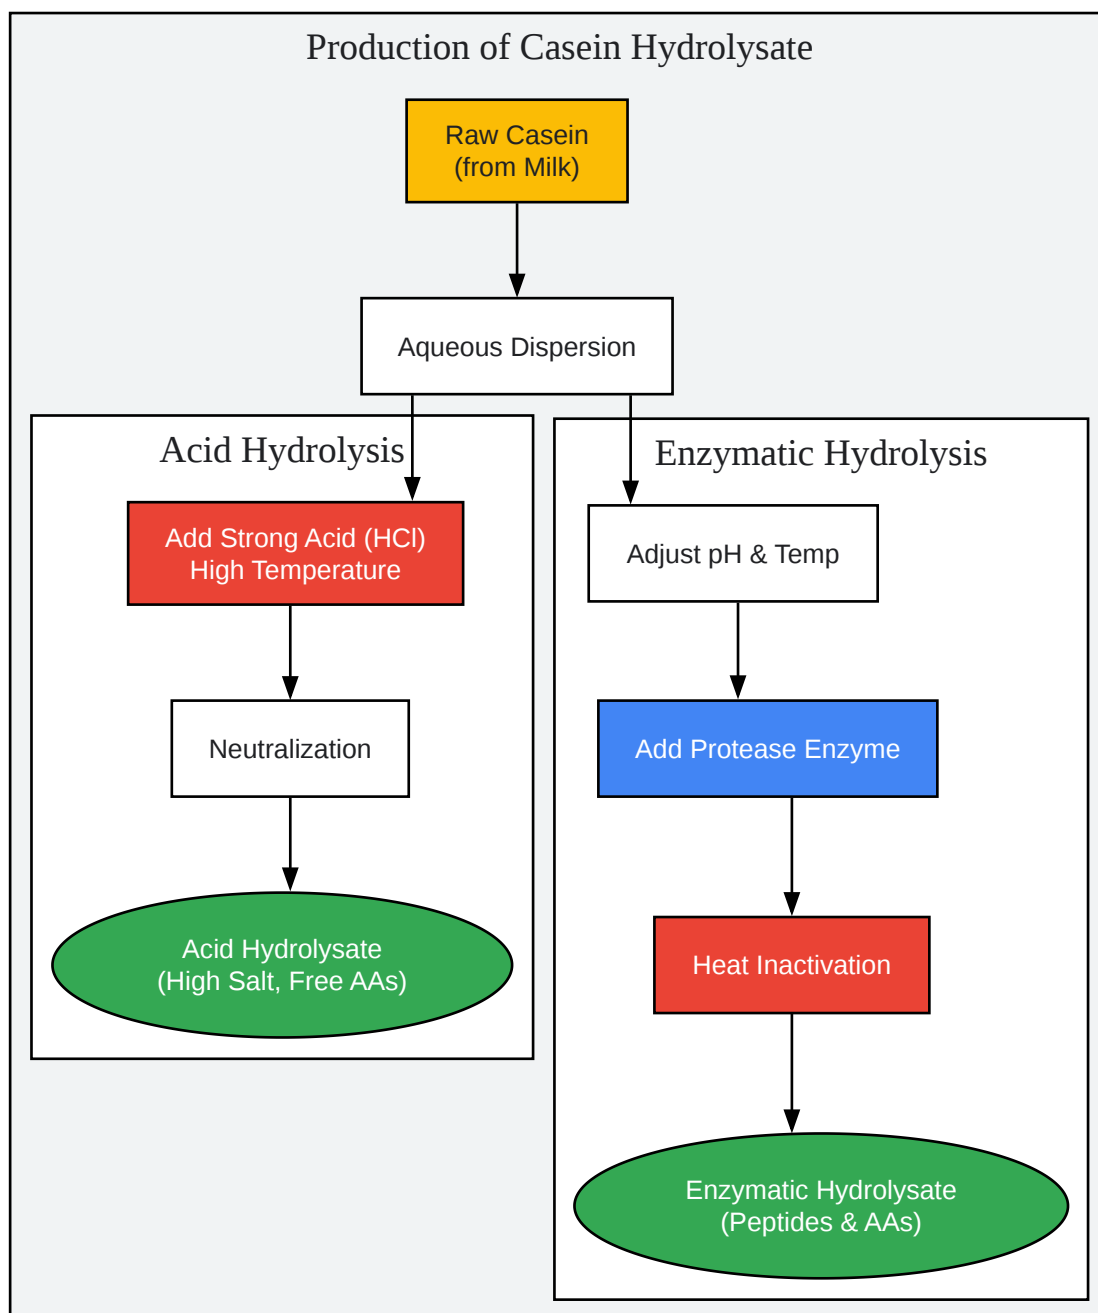 Production of Casein Hydrolysate
Raw Casein
(from Milk)
Aqueous Dispersion
Acid Hydrolysis
Add Strong Acid (HCl)
High Temperature
Neutralization
Acid Hydrolysate
(High Salt, Free AAs)
Enzymatic Hydrolysis
Adjust pH & Temp
Add Protease Enzyme
Heat Inactivation
Enzymatic Hydrolysate
(Peptides & AAs)